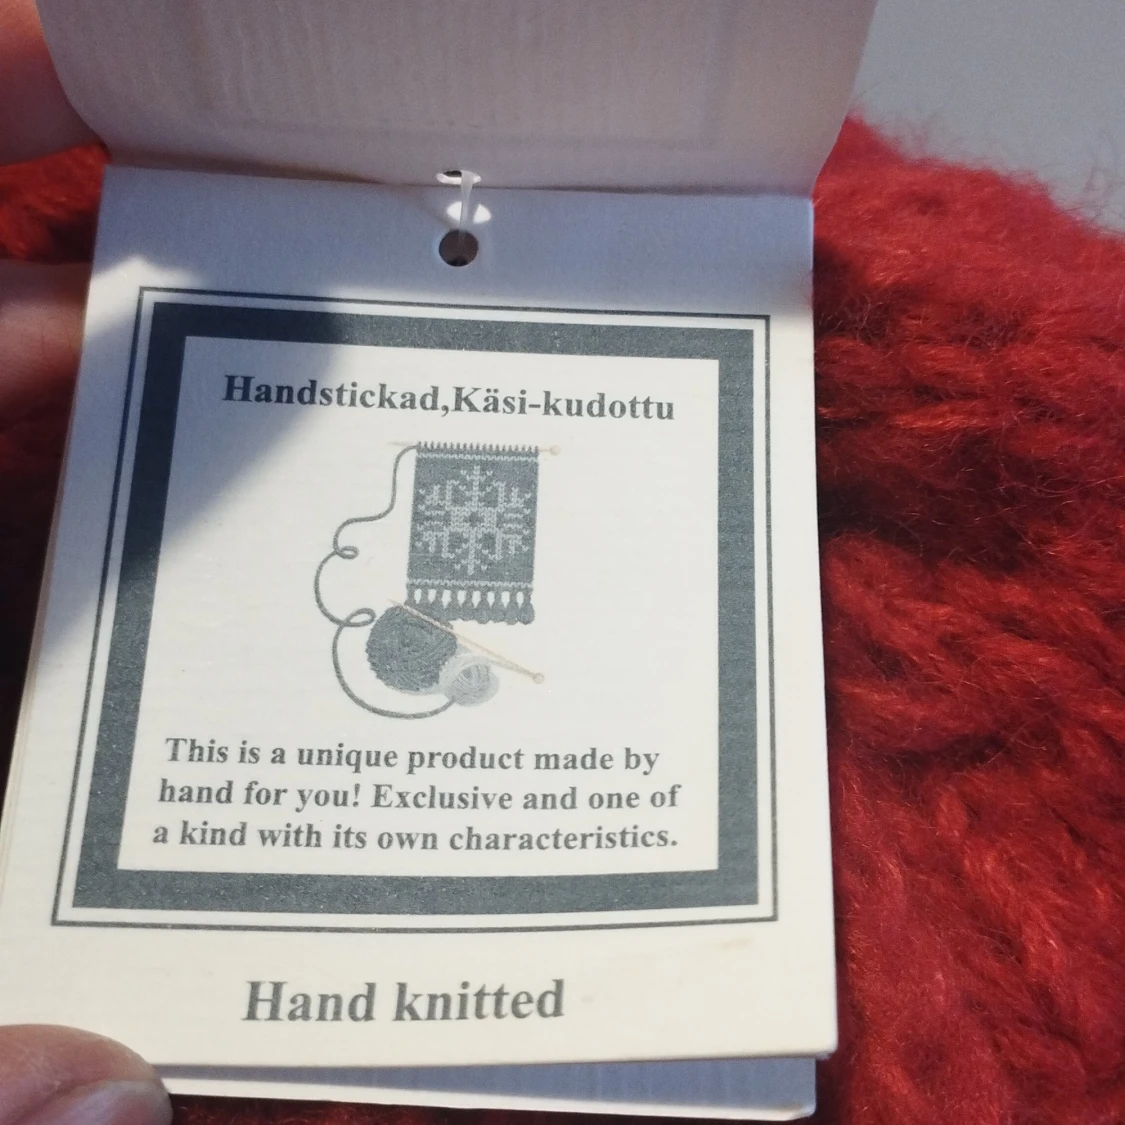 Handstickad,Käsi-kudottu
This is a unique product made by
hand for you! Exclusive and one of
a kind with its own characteristics.
Hand knitted